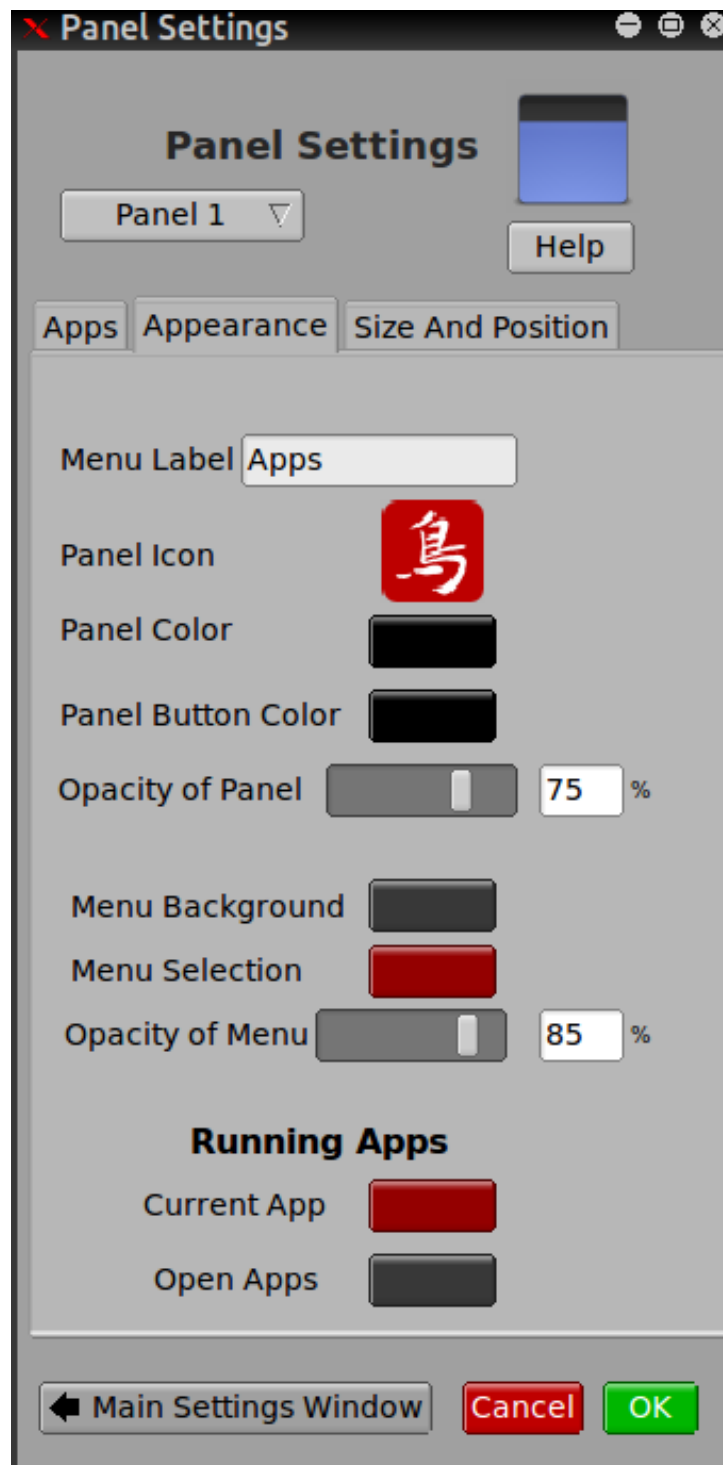 Panel Settings
Panel Settings
Panel 1
Help
Apps Appearance Size And Position
Menu Label Apps
Panel Icon 鳥
Panel Color
Panel Button Color
Opacity of Panel 75 %
Menu Background
Menu Selection
Opacity of Menu 85 %
Running Apps
Current App
Open Apps
Main Settings Window Cancel OK